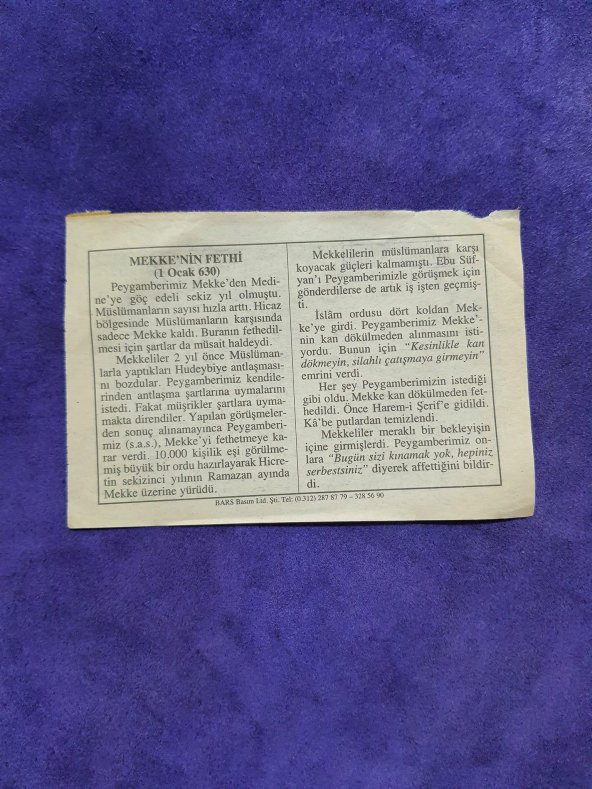 MEKKE'NİN FETHİ
(1 Ocak 630)
Peygamberimiz Mekke'den Medi-
ne'ye göç edeli sekiz yıl olmuştu.
Müslümanların sayısı hızla arttı. Hicaz
bölgesinde Müslümanların karşısında
sadece Mekke kaldı. Buranın fethedil-
mesi için şartlar da müsait haldeydi.
Mekkeliler 2 yıl önce Müslüman-
larla yaptıkları Hudeybiye antlaşması-
nı bozdular. Peygamberimiz kendile-
rinden antlaşma şartlarına uymalarını
istedi. Fakat müşrikler şartlara uyma-
makta direndiler. Yapılan görüşmeler-
den sonuç alınamayınca Peygamberi-
miz (s.a.s.), Mekke'yi fethetmeye ka-
rar verdi. 10.000 kişilik eşi görülme-
miş büyük bir ordu hazırlayarak Hicre-
tin sekizinci yılının Ramazan ayında
Mekke üzerine yürüdü.
Mekkelilerin müslümanlara karşı
koyacak güçleri kalmamıştı. Ebu Süf-
yan'ı Peygamberimizle görüşmek için
gönderdilerse de artık iş işten geçmiş-
ti.
İslâm ordusu dört koldan Mek-
ke'ye girdi. Peygamberimiz Mekke'-
nin kan dökülmeden alınmasını isti-
yordu. Bunun için "Kesinlikle kan
dökmeyin, silahlı çatışmaya girmeyin"
emrini verdi.
Her şey Peygamberimizin istediği
gibi oldu. Mekke kan dökülmeden fet-
hedildi. Önce Harem-i Şerif'e gidildi.
Kâ'be putlardan temizlendi.
Mekkeliler meraklı bir bekleyişin
içine girmişlerdi. Peygamberimiz on-
lara "Bugün sizi kınamak yok, hepiniz
serbestsiniz" diyerek affettiğini bildir-
di.
BARS Basım Ltd. Şti. Tel: (0.312) 287 87 79 – 328 56 90